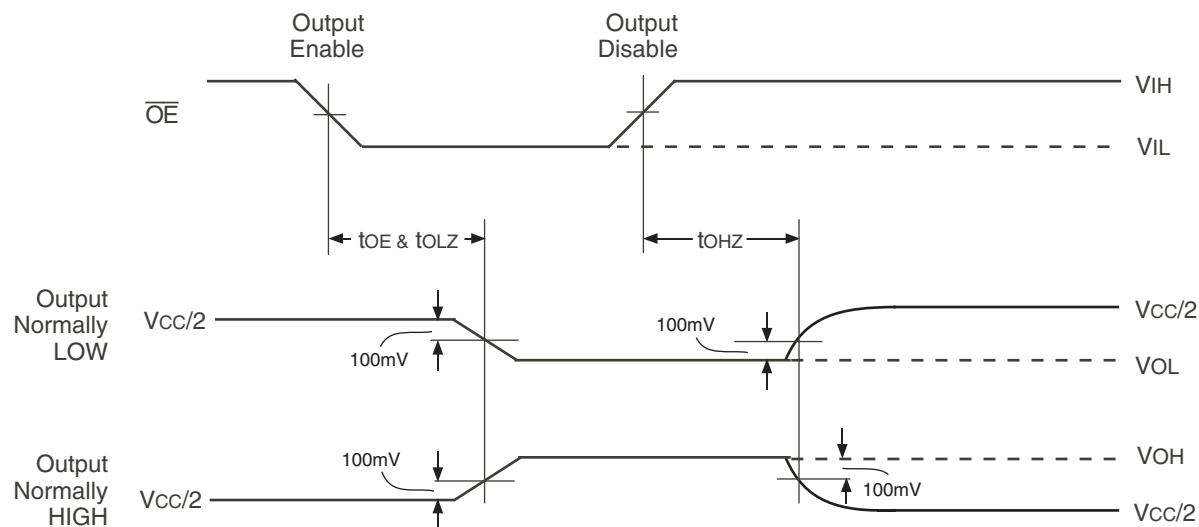 Output
Enable
Output
Disable
OE
VIH
VIL
tOE & tOLZ
tOHZ
Output
Normally
LOW
VCC/2
100mV
100mV
VCC/2
VOL
Output
Normally
HIGH
VCC/2
100mV
100mV
VOH
VCC/2